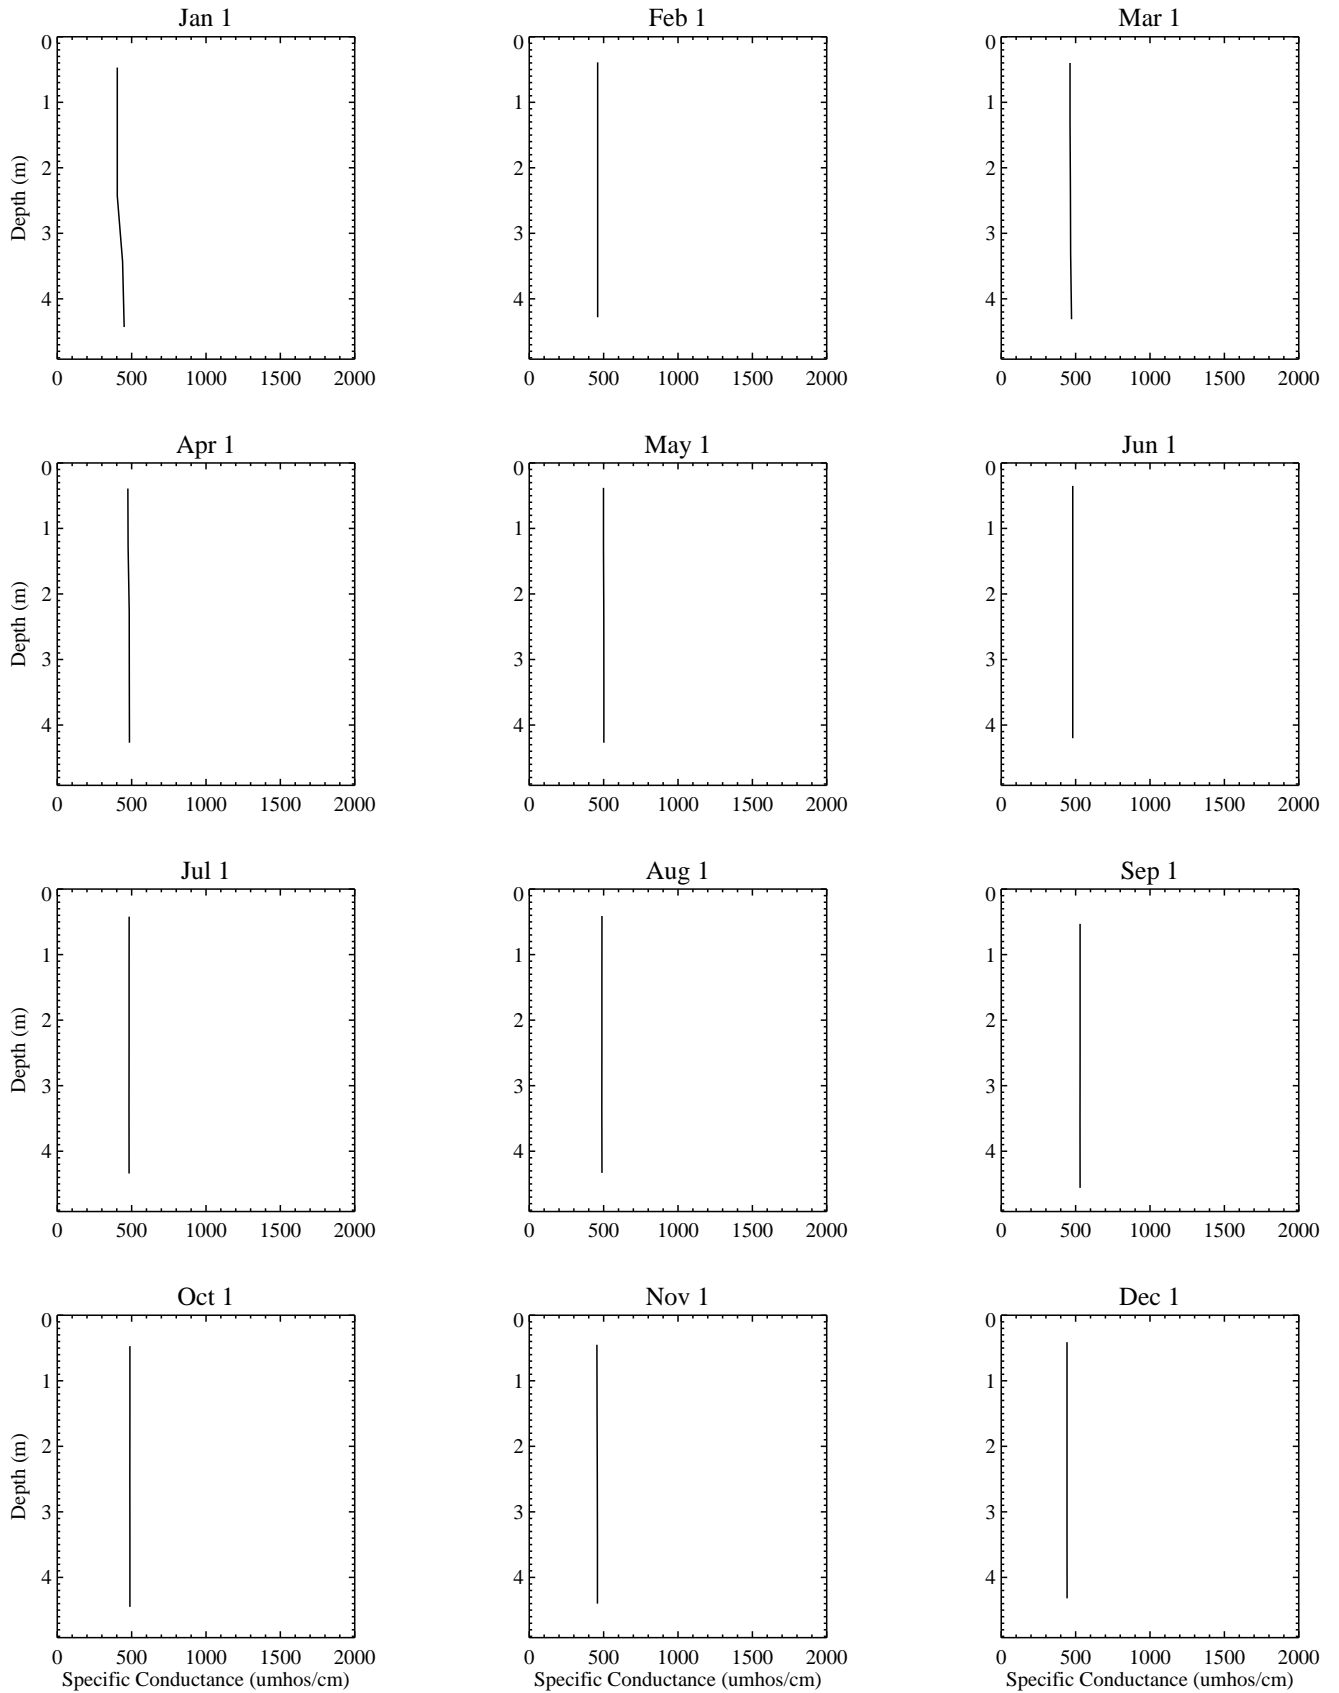 Jan 1 Feb 1 Mar 1
0 0 0
1 1 1
2 2 2
3 3 3
4 4 4
Depth (m)
0 500 1000 1500 2000 0 500 1000 1500 2000 0 500 1000 1500 2000
Apr 1 May 1 Jun 1
0 0 0
1 1 1
2 2 2
3 3 3
4 4 4
Depth (m)
0 500 1000 1500 2000 0 500 1000 1500 2000 0 500 1000 1500 2000
Jul 1 Aug 1 Sep 1
0 0 0
1 1 1
2 2 2
3 3 3
4 4 4
Depth (m)
0 500 1000 1500 2000 0 500 1000 1500 2000 0 500 1000 1500 2000
Oct 1 Nov 1 Dec 1
0 0 0
1 1 1
2 2 2
3 3 3
4 4 4
Depth (m)
0 500 1000 1500 2000 0 500 1000 1500 2000 0 500 1000 1500 2000
Specific Conductance (umhos/cm) Specific Conductance (umhos/cm) Specific Conductance (umhos/cm)